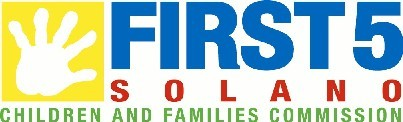 FIRST 5
SOLANO
CHILDREN AND FAMILIES COMMISSION